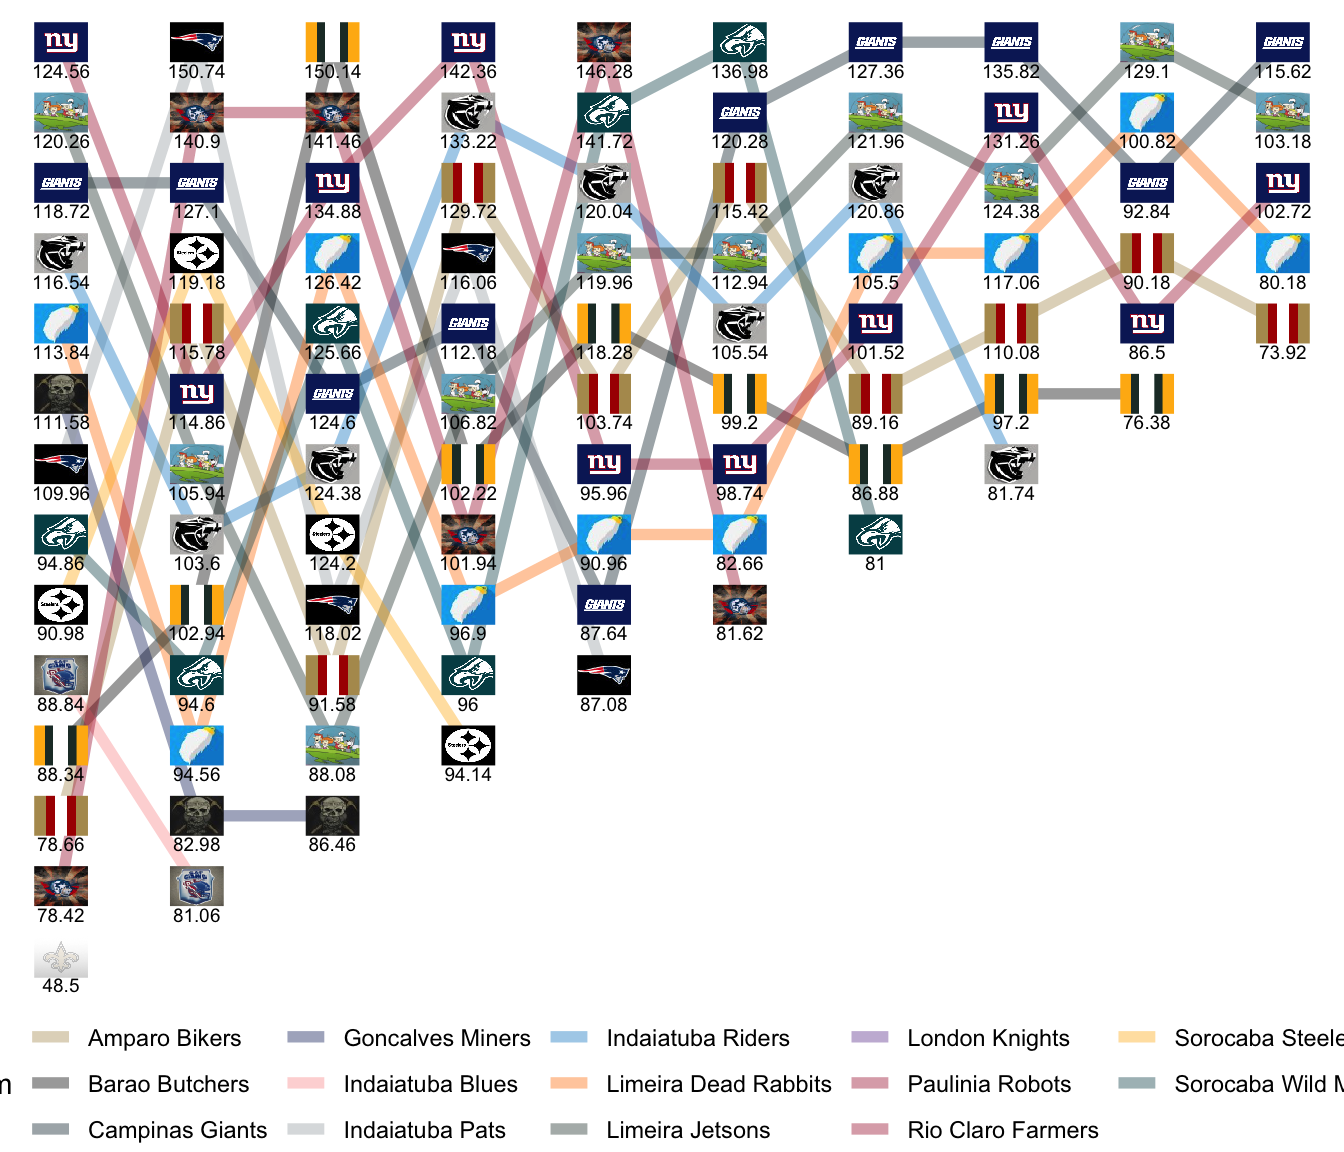 ny GIANTS GIANTS
124.56 150.74 150.14 142.36 146.28 136.98 127.36 135.82 129.1 115.62
120.26 140.9 141.46 133.22 141.72 120.28 121.96 131.26 100.82 103.18
118.72 127.1 134.88 129.72 120.04 115.42 120.86 124.38 92.84 102.72
116.54 119.18 126.42 116.06 119.96 112.94 105.5 117.06 90.18 80.18
113.84 115.78 125.66 112.18 118.28 105.54 101.52 110.08 86.5 73.92
111.58 114.86 124.6 106.82 103.74 99.2 89.16 97.2 76.38
109.96 105.94 124.38 102.22 95.96 98.74 86.88 81.74
94.86 103.6 124.2 101.94 90.96 82.66 81
90.98 102.94 118.02 96.9 87.64 81.62
88.84 94.6 91.58 96 87.08
88.34 94.56 88.08 94.14
78.66 82.98 86.46
78.42 81.06
48.5
Amparo Bikers Goncalves Miners Indaiatuba Riders London Knights Sorocaba Steele
m Barao Butchers Indaiatuba Blues Limeira Dead Rabbits Paulinia Robots Sorocaba Wild M
Campinas Giants Indaiatuba Pats Limeira Jetsons Rio Claro Farmers